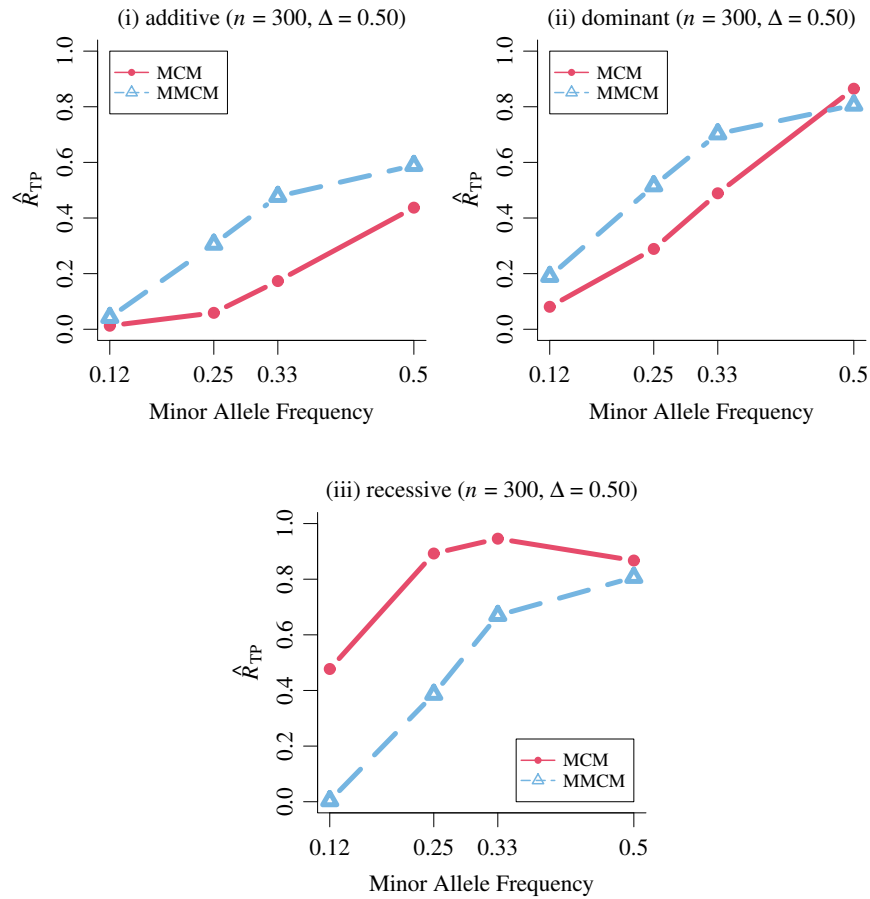 (i) additive (n = 300, Δ = 0.50)
1.0
0.8
0.6
0.4
0.2
0.0
R̂TP
MCM
MMCM
0.12 0.25 0.33 0.5
Minor Allele Frequency
(ii) dominant (n = 300, Δ = 0.50)
1.0
0.8
0.6
0.4
0.2
0.0
R̂TP
MCM
MMCM
0.12 0.25 0.33 0.5
Minor Allele Frequency
(iii) recessive (n = 300, Δ = 0.50)
1.0
0.8
0.6
0.4
0.2
0.0
R̂TP
MCM
MMCM
0.12 0.25 0.33 0.5
Minor Allele Frequency